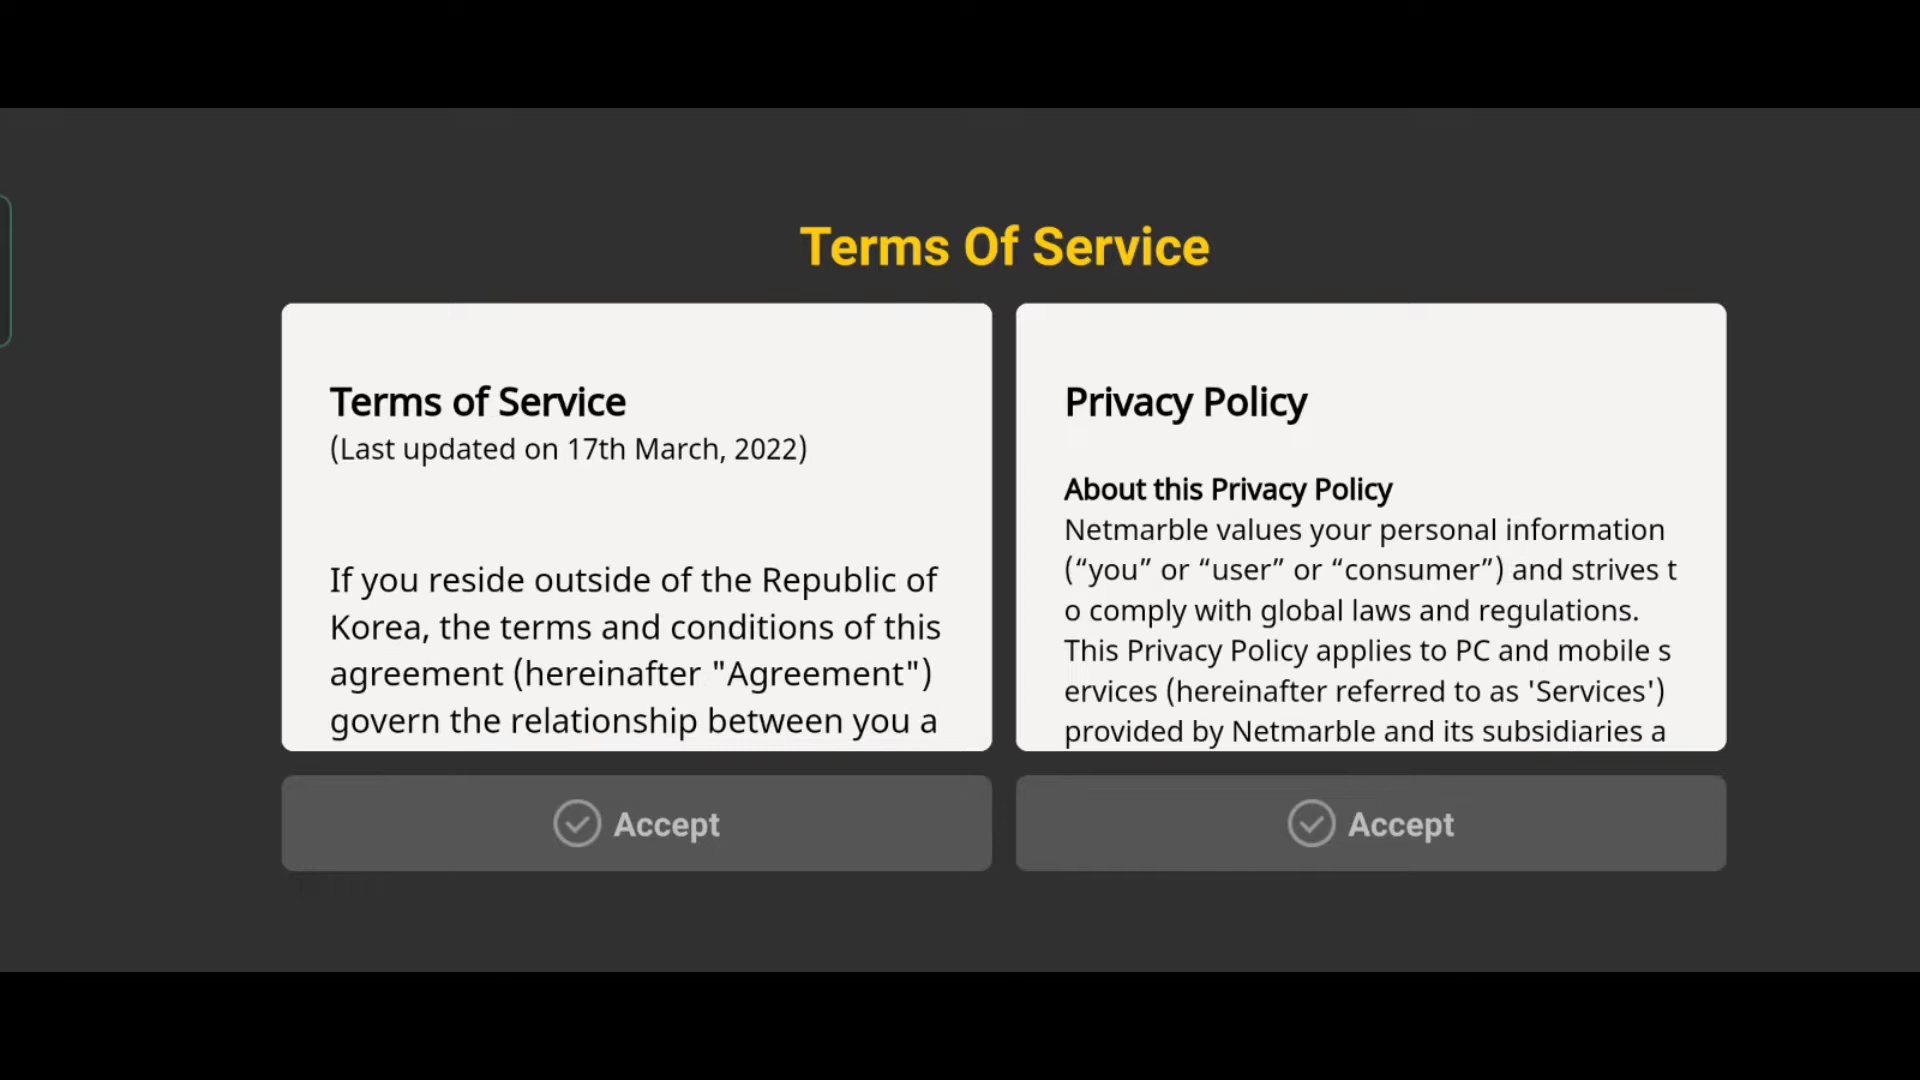 Terms Of Service
Terms of Service
(Last updated on 17th March, 2022)
If you reside outside of the Republic of
Korea, the terms and conditions of this
agreement (hereinafter "Agreement")
govern the relationship between you a
Accept
Privacy Policy
About this Privacy Policy
Netmarble values your personal information
(“you” or “user” or “consumer”) and strives t
o comply with global laws and regulations.
This Privacy Policy applies to PC and mobile s
ervices (hereinafter referred to as 'Services')
provided by Netmarble and its subsidiaries a
Accept